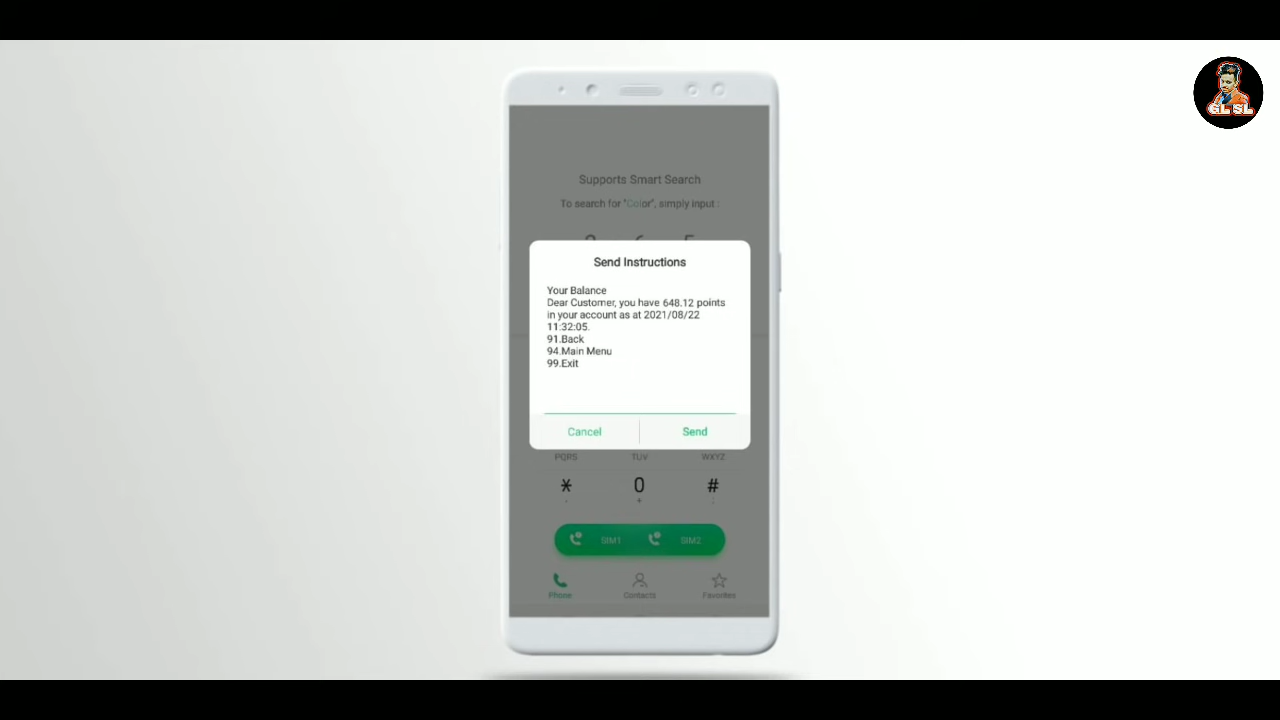 GL SL
Supports Smart Search
To search for "Color", simply input :
Send Instructions
Your Balance
Dear Customer, you have 648.12 points
in your account as at 2021/08/22
11:32:05.
91.Back
94.Main Menu
99.Exit
Cancel Send
PQRS TUV WXYZ
* 0 #
SIM1 SIM2
Phone Contacts Favorites